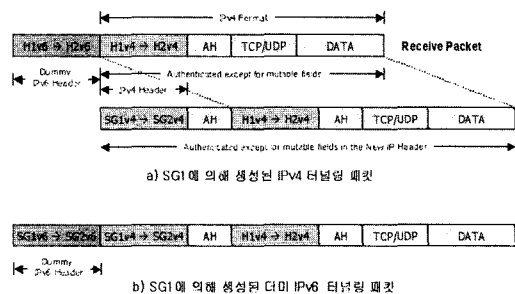 IPv4 Format
H1v6 → H2v6 H1v4 → H2v4 AH TCP/UDP DATA Receive Packet
Dummy IPv6 Header
Authenticated except for mutable fields
IPv4 Header
SG1v4 → SG2v4 AH H1v4 → H2v4 AH TCP/UDP DATA
Authenticated except for mutable fields in the New IP Header
a) SG1에 의해 생성된 IPv4 터널링 패킷
SG1v6 → SG2v6 SG1v4 → SG2v4 AH H1v4 → H2v4 AH TCP/UDP DATA
Dummy IPv6 Header
b) SG1에 의해 생성된 더미 IPv6 터널링 패킷